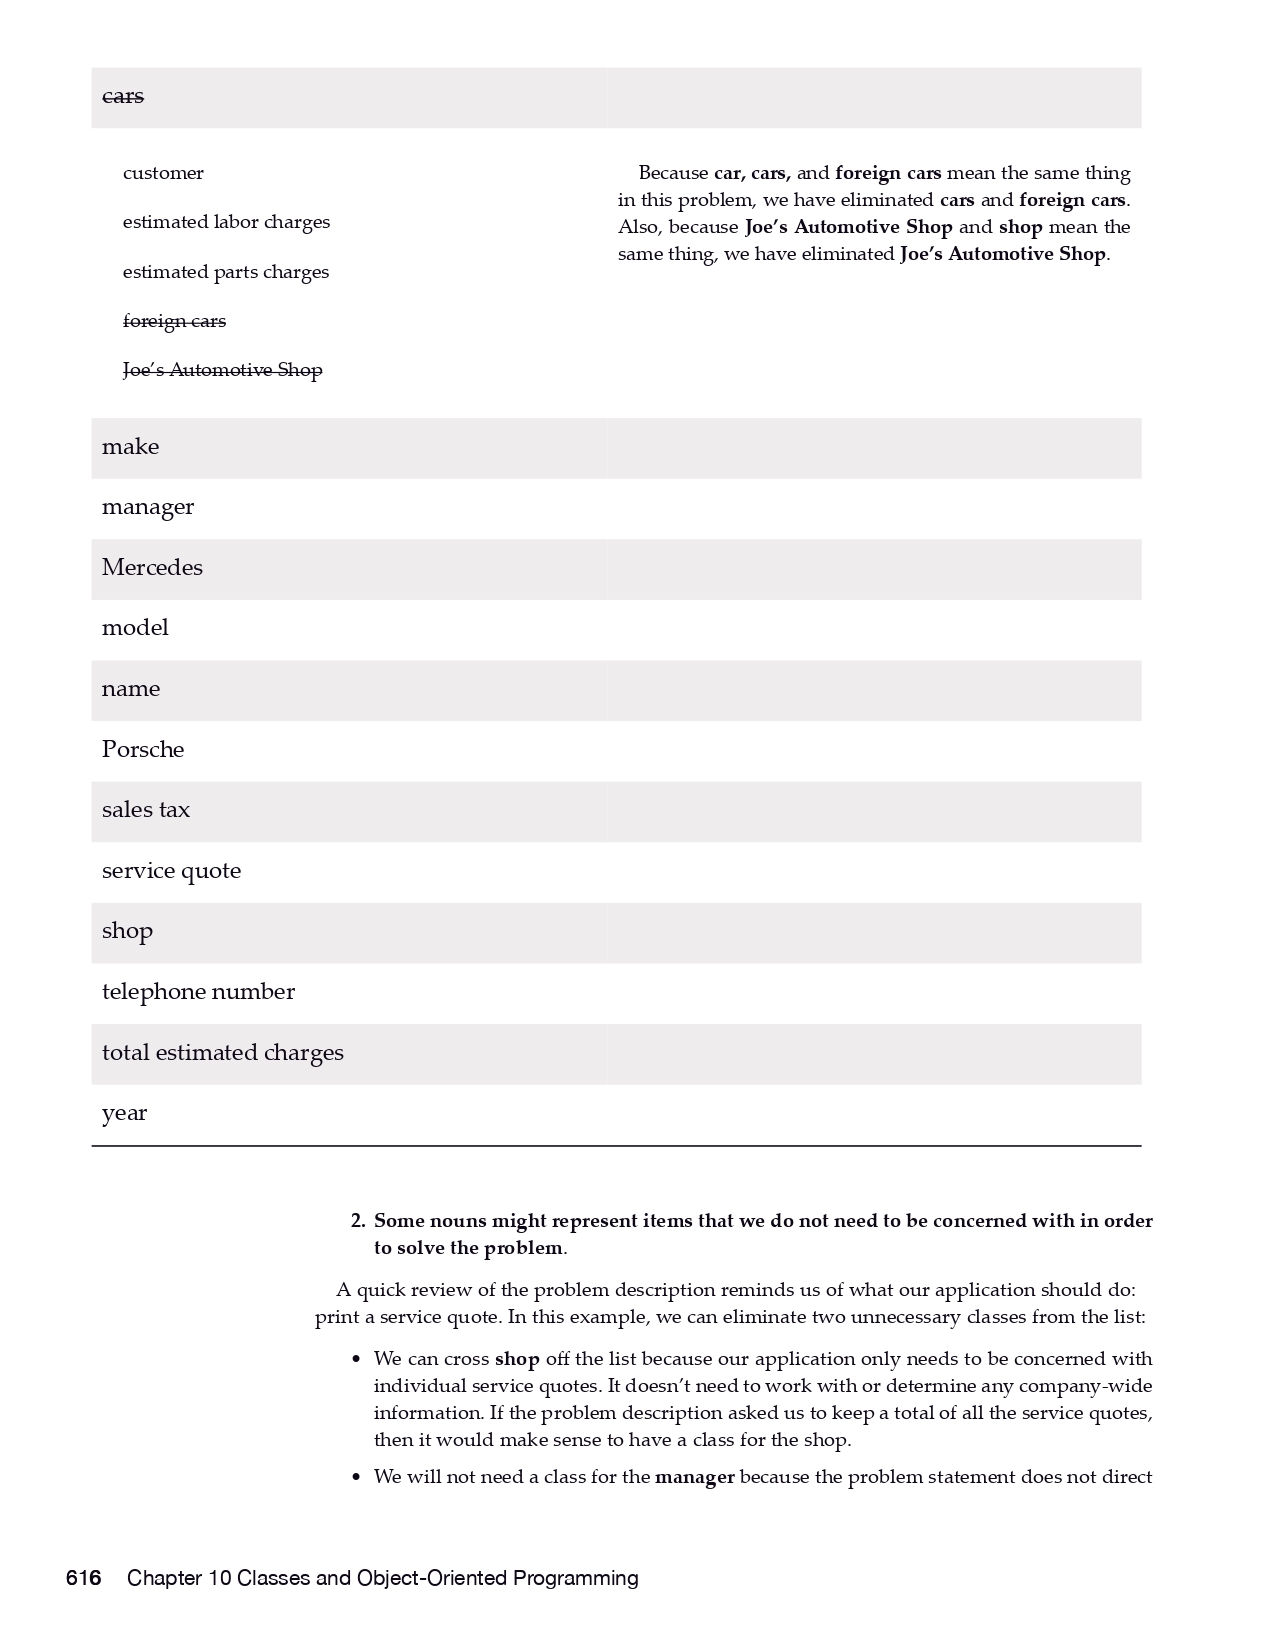 cars
customer
estimated labor charges
estimated parts charges
foreign cars
Joe’s Automotive Shop
Because car, cars, and foreign cars mean the same thing
in this problem, we have eliminated cars and foreign cars.
Also, because Joe’s Automotive Shop and shop mean the
same thing, we have eliminated Joe’s Automotive Shop.
make
manager
Mercedes
model
name
Porsche
sales tax
service quote
shop
telephone number
total estimated charges
year
2. Some nouns might represent items that we do not need to be concerned with in order
to solve the problem.
A quick review of the problem description reminds us of what our application should do:
print a service quote. In this example, we can eliminate two unnecessary classes from the list:
• We can cross shop off the list because our application only needs to be concerned with
individual service quotes. It doesn’t need to work with or determine any company-wide
information. If the problem description asked us to keep a total of all the service quotes,
then it would make sense to have a class for the shop.
• We will not need a class for the manager because the problem statement does not direct
616 Chapter 10 Classes and Object-Oriented Programming